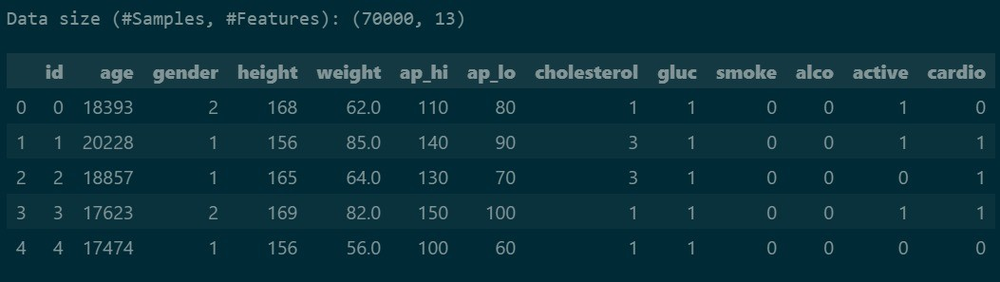 Data size (#Samples, #Features): (70000, 13)
id age gender height weight ap_hi ap_lo cholesterol gluc smoke alco active cardio
0 0 18393 2 168 62.0 110 80 1 1 0 0 1 0
1 1 20228 1 156 85.0 140 90 3 1 0 0 1 1
2 2 18857 1 165 64.0 130 70 3 1 0 0 0 1
3 3 17623 2 169 82.0 150 100 1 1 0 0 1 1
4 4 17474 1 156 56.0 100 60 1 1 0 0 0 0